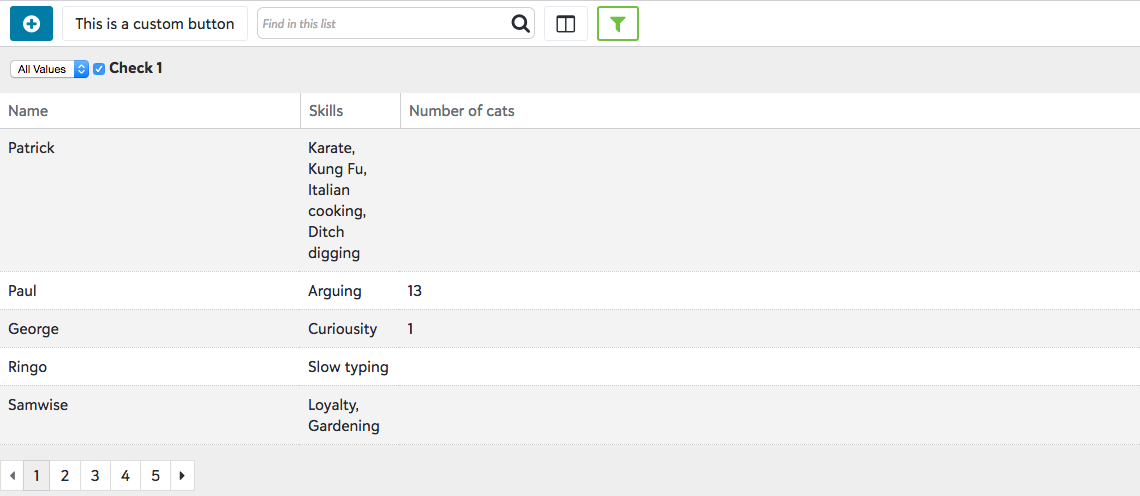 This is a custom button Find in this list
All Values Check 1
Name Skills Number of cats
Patrick Karate,
Kung Fu,
Italian
cooking,
Ditch
digging
Paul Arguing 13
George Curiousity 1
Ringo Slow typing
Samwise Loyalty,
Gardening
1 2 3 4 5